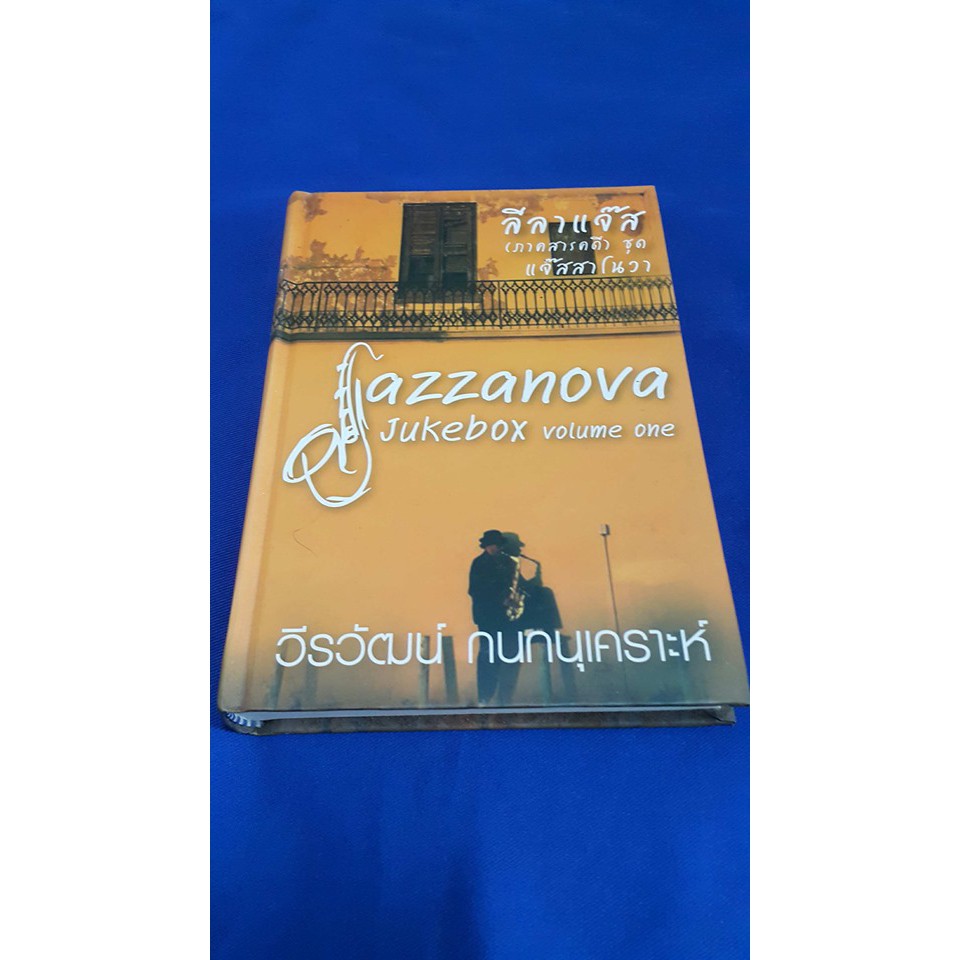 ลีลาแจ๊ส
(ภาคสารคดี) ชุด
แจ๊สสาโนวา
Jazzanova
Jukebox volume one
วีรวัฒน์ กนกนุเคราะห์